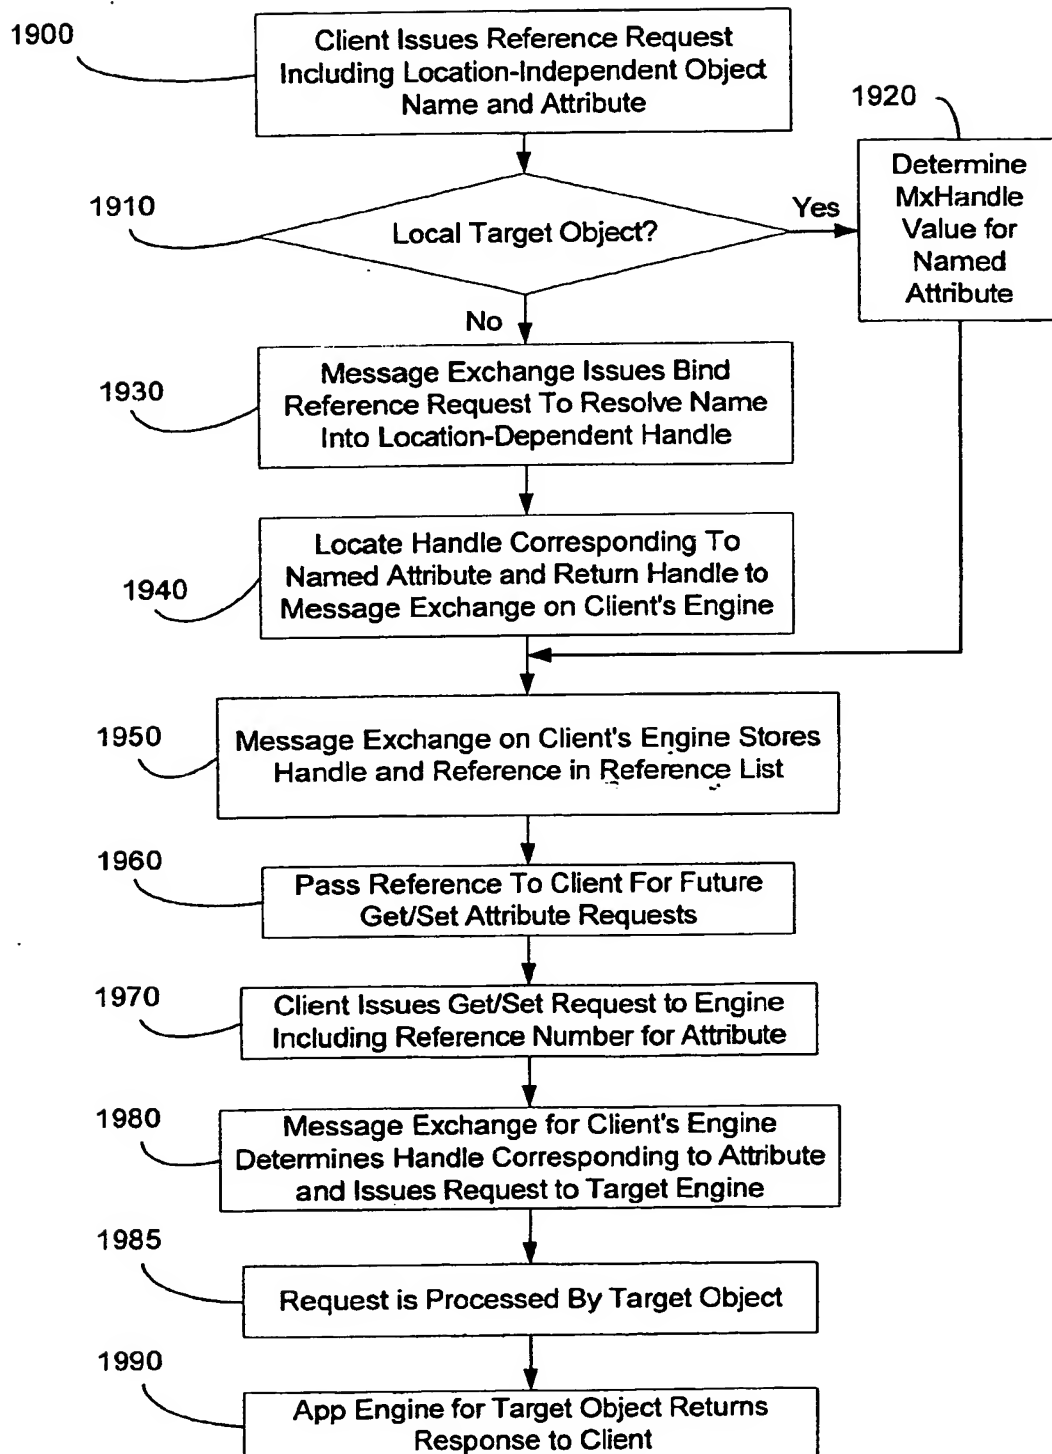 1900
Client Issues Reference Request
Including Location-Independent Object
Name and Attribute
1920
Determine
MxHandle
Value for
Named
Attribute
1910
Local Target Object?
Yes
No
1930
Message Exchange Issues Bind
Reference Request To Resolve Name
Into Location-Dependent Handle
1940
Locate Handle Corresponding To
Named Attribute and Return Handle to
Message Exchange on Client's Engine
1950
Message Exchange on Client's Engine Stores
Handle and Reference in Reference List
1960
Pass Reference To Client For Future
Get/Set Attribute Requests
1970
Client Issues Get/Set Request to Engine
Including Reference Number for Attribute
1980
Message Exchange for Client's Engine
Determines Handle Corresponding to Attribute
and Issues Request to Target Engine
1985
Request is Processed By Target Object
1990
App Engine for Target Object Returns
Response to Client